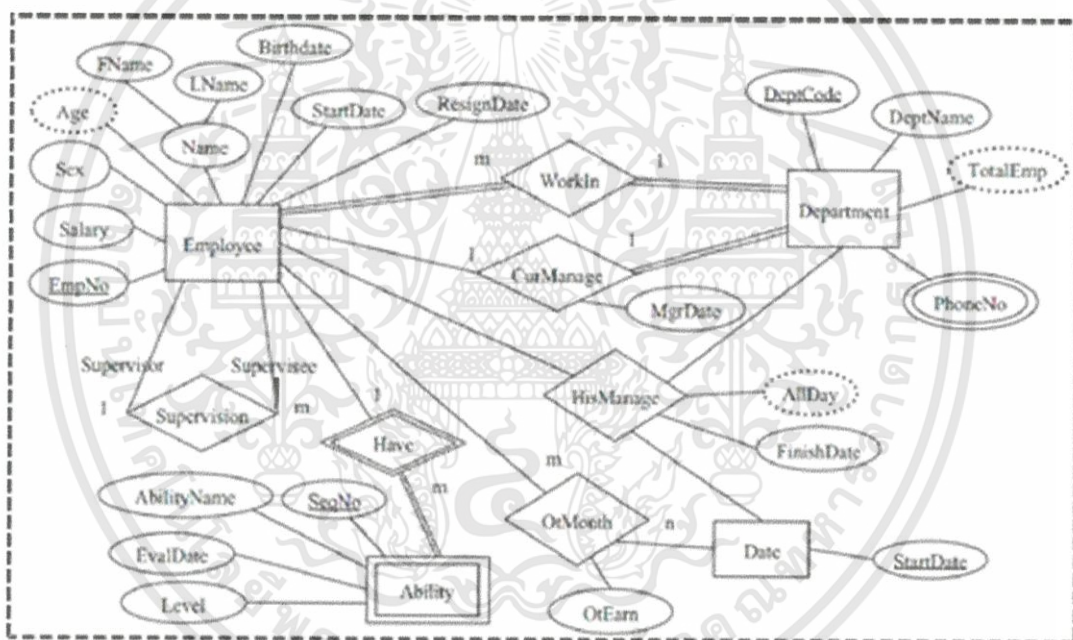 Birthdate
FName
LName
Age
StartDate
ResignDate
Name
Sex
Salary
Employee
EmpNo
m
WorkIn
1
DeptCode
DeptName
TotalEmp
Department
PhoneNo
1
CurManage
1
MgrDate
Supervisor
Supervisee
1
Supervision
m
1
Have
m
HisManage
AllDay
FinishDate
m
OtMonth
n
Date
StartDate
OtEarn
AbilityName
SeqNo
EvalDate
Level
Ability